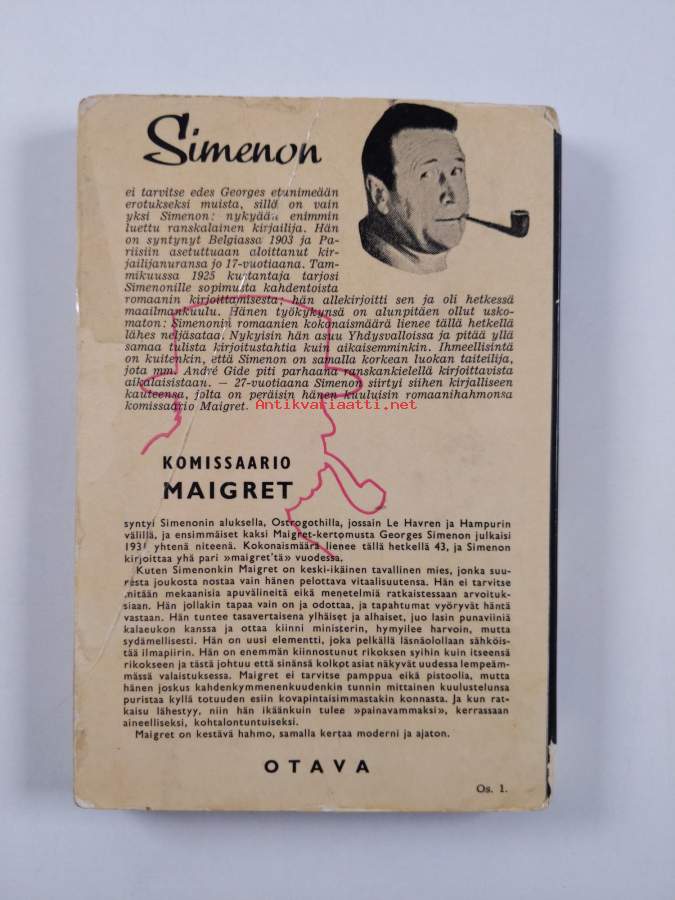 Simenon
ei tarvitse edes Georges etunimeään
erotukseksi muista, sillä on vain
yksi Simenon: nykyään enimmin
luettu ranskalainen kirjailija. Hän
on syntynyt Belgiassa 1903 ja Pa-
riisiin asetuttuaan aloittanut kir-
jailijanuransa jo 17-vuotiaana. Tam-
mikuussa 1925 kustantaja tarjosi
Simenonille sopimusta kahdentoista
romaanin kirjoittamisesta; hän allekirjoitti sen ja oli hetkessä
maailmankuulu. Hänen työkykynsä on alunpitäen ollut usko-
maton: Simenonin romaanien kokonaismäärä lienee tällä hetkellä
lähes neljäsataa. Nykyisin hän asuu Yhdysvalloissa ja pitää yllä
samaa tulista kirjoitustahtia kuin aikaisemminkin. Ihmeellisintä
on kuitenkin, että Simenon on samalla korkean luokan taiteilija,
jota mm. André Gide piti parhaana ranskankielellä kirjoittavista
aikalaisistaan. — 27-vuotiaana Simenon siirtyi siihen kirjalliseen
kauteensa, jolta on peräisin hänen kuuluisin romaanihahmonsa
komissaario Maigret.
Antikvariaatti.net
KOMISSAARIO
MAIGRET
syntyi Simenonin aluksella, Ostrogothilla, jossain Le Havren ja Hampurin
välillä, ja ensimmäiset kaksi Maigret-kertomusta Georges Simenon julkaisi
193 yhtenä niteenä. Kokonaismäärä lienee tällä hetkellä 43, ja Simenon
kirjoittaa yhä pari »maigret'tä» vuodessa.
Kuten Simenonkin Maigret on keski-ikäinen tavallinen mies, jonka suu-
resta joukosta nostaa vain hänen pelottava vitaalisuutensa. Hän ei tarvitse
mitään mekaanisia apuvälineitä eikä menetelmiä ratkaistessaan arvoituk-
siaan. Hän jollakin tapaa vain on ja odottaa, ja tapahtumat vyöryvät häntä
vastaan. Hän tuntee tasavertaisena ylhäiset ja alhaiset, juo lasin punaviiniä
kalaeukon kanssa ja ottaa kiinni ministerin, hymyilee harvoin, mutta
sydämellisesti. Hän on uusi elementti, joka pelkällä läsnäolollaan sähköis-
tää ilmapiirin. Hän on enemmän kiinnostunut rikoksen syihin kuin itseensä
rikokseen ja tästä johtuu että sinänsä kolkot asiat näkyvät uudessa lempeäm-
mässä valaistuksessa. Maigret ei tarvitse pamppua eikä pistoolia, mutta
hänen joskus kahdenkymmenenkuudenkin tunnin mittainen kuulustelunsa
puristaa kyllä totuuden esiin kovapintaisimmastakin konnasta. Ja kun rat-
kaisu lähestyy, niin hän ikäänkuin tulee »painavammaksi», kerrassaan
aineelliseksi, kohtalontuntuiseksi.
Maigret on kestävä hahmo, samalla kertaa moderni ja ajaton.
OTAVA
Os. 1.